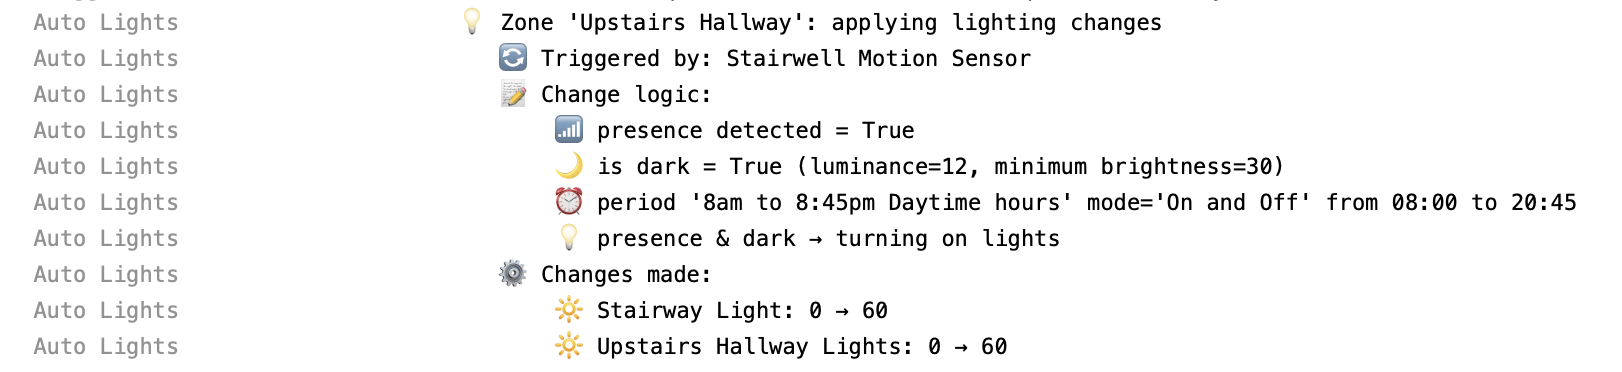 Auto Lights 💡 Zone 'Upstairs Hallway': applying lighting changes
Auto Lights 🔄 Triggered by: Stairwell Motion Sensor
Auto Lights 📝 Change logic:
Auto Lights 📶 presence detected = True
Auto Lights 🌙 is dark = True (luminance=12, minimum brightness=30)
Auto Lights ⏰ period '8am to 8:45pm Daytime hours' mode='On and Off' from 08:00 to 20:45
Auto Lights 💡 presence & dark → turning on lights
Auto Lights ⚙️ Changes made:
Auto Lights 🔆 Stairway Light: 0 → 60
Auto Lights 🔆 Upstairs Hallway Lights: 0 → 60